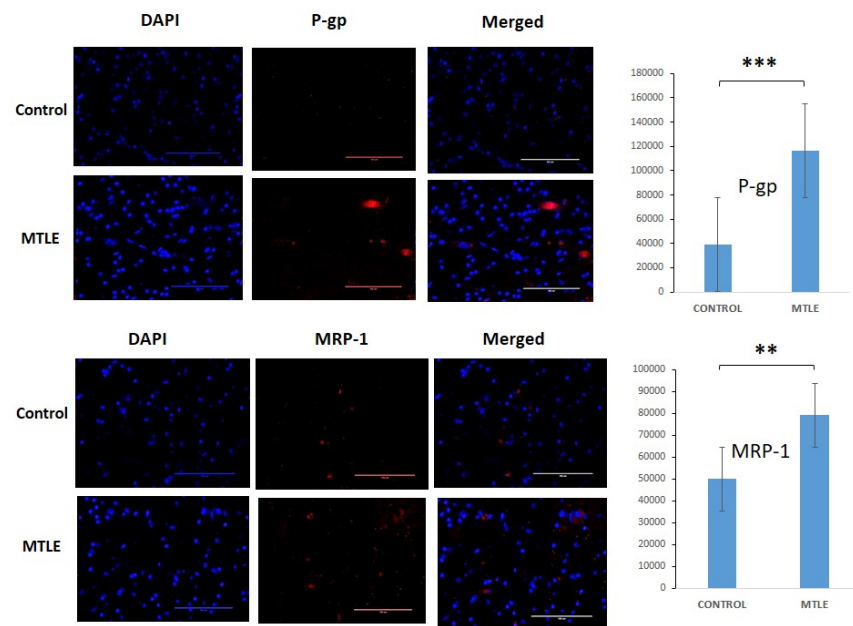 DAPI P-gp Merged
Control
MTLE
***
180000
160000
140000
120000
100000
80000
60000
40000
20000
0
P-gp
CONTROL MTLE
DAPI MRP-1 Merged
Control
MTLE
**
100000
90000
80000
70000
60000
50000
40000
30000
20000
10000
0
MRP-1
CONTROL MTLE